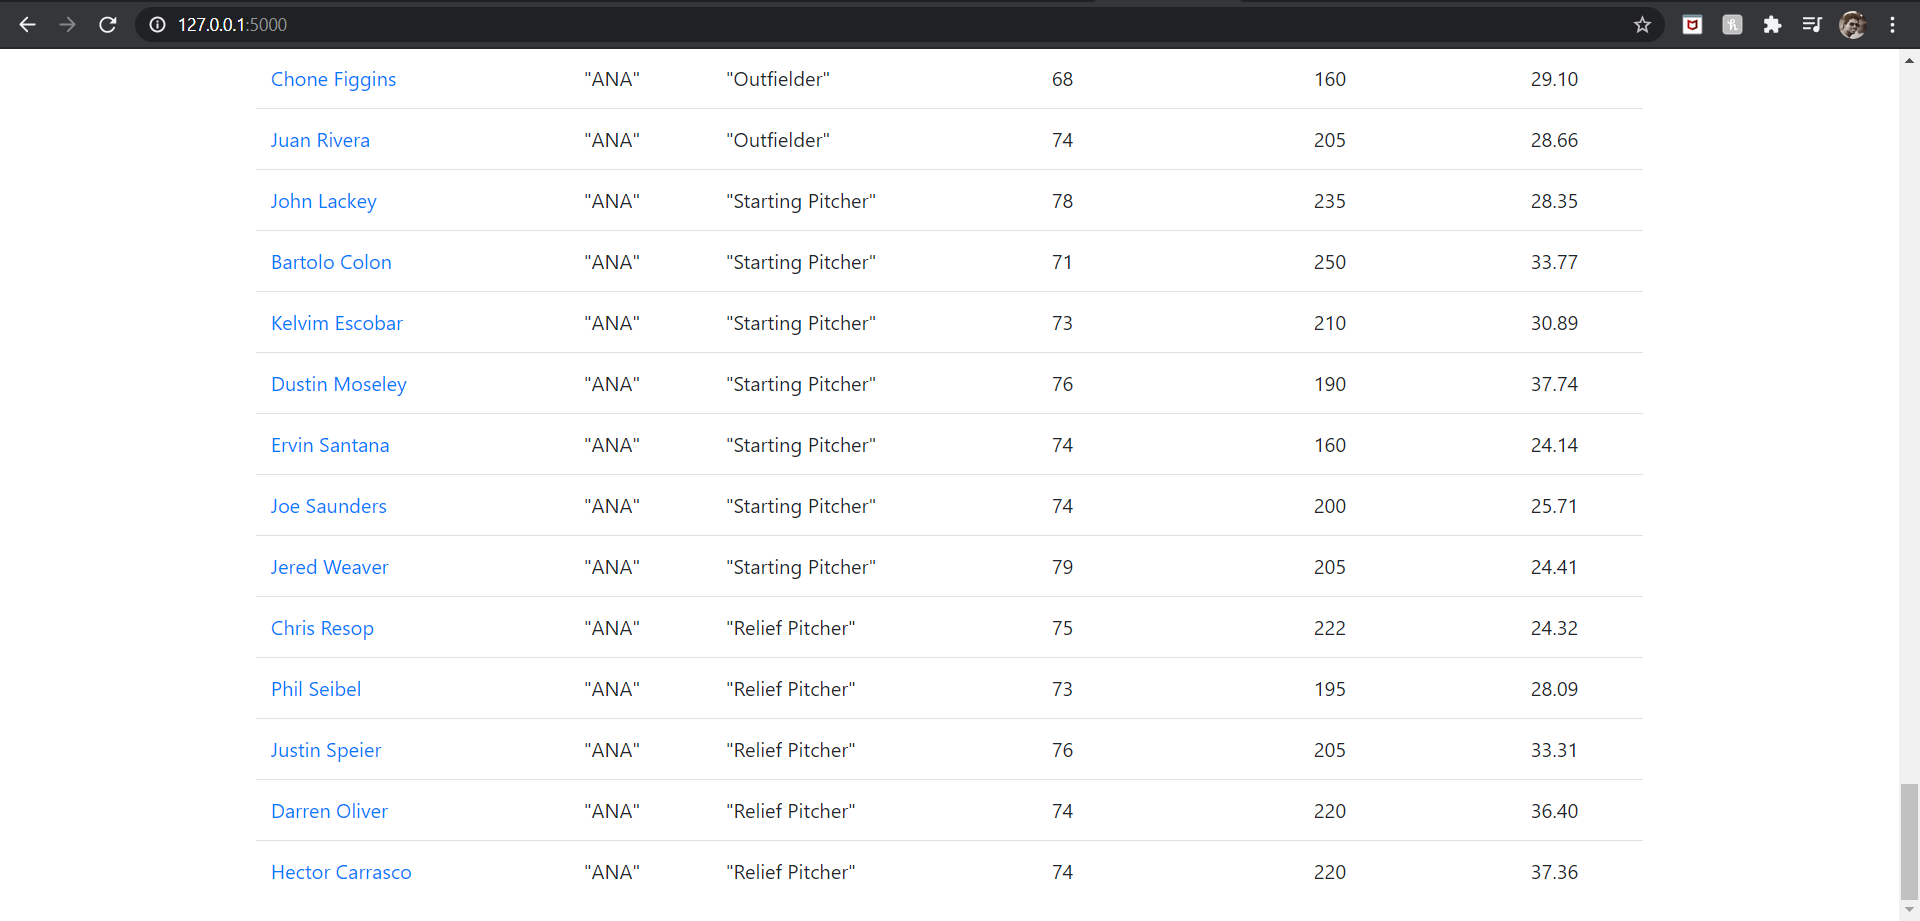 127.0.0.1:5000
Chone Figgins "ANA" "Outfielder" 68 160 29.10
Juan Rivera "ANA" "Outfielder" 74 205 28.66
John Lackey "ANA" "Starting Pitcher" 78 235 28.35
Bartolo Colon "ANA" "Starting Pitcher" 71 250 33.77
Kelvim Escobar "ANA" "Starting Pitcher" 73 210 30.89
Dustin Moseley "ANA" "Starting Pitcher" 76 190 37.74
Ervin Santana "ANA" "Starting Pitcher" 74 160 24.14
Joe Saunders "ANA" "Starting Pitcher" 74 200 25.71
Jered Weaver "ANA" "Starting Pitcher" 79 205 24.41
Chris Resop "ANA" "Relief Pitcher" 75 222 24.32
Phil Seibel "ANA" "Relief Pitcher" 73 195 28.09
Justin Speier "ANA" "Relief Pitcher" 76 205 33.31
Darren Oliver "ANA" "Relief Pitcher" 74 220 36.40
Hector Carrasco "ANA" "Relief Pitcher" 74 220 37.36